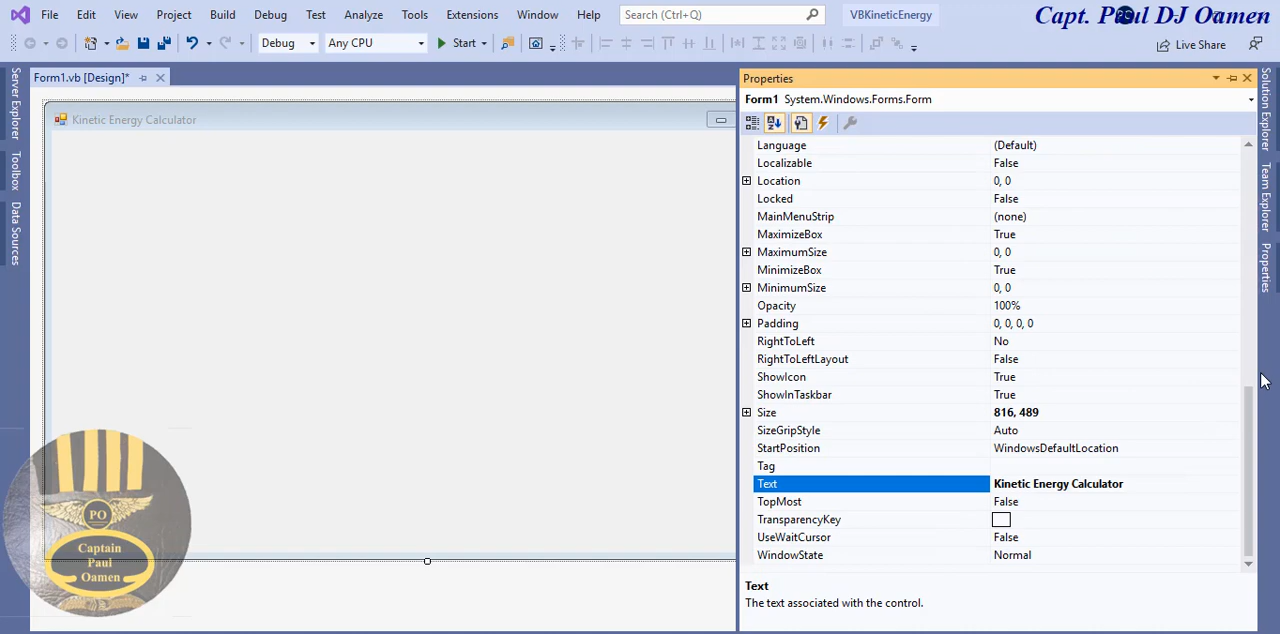 File Edit View Project Build Debug Test Analyze Tools Extensions Window Help Search (Ctrl+Q) VBKineticEnergy
Capt. Paul DJ Oamen
Debug Any CPU Start Live Share
Form1.vb [Design]*
Kinetic Energy Calculator
Server Explorer
Toolbox
Data Sources
Properties
Form1 System.Windows.Forms.Form
Language (Default)
Localizable False
Location 0, 0
Locked False
MainMenuStrip (none)
MaximizeBox True
MaximumSize 0, 0
MinimizeBox True
MinimumSize 0, 0
Opacity 100%
Padding 0, 0, 0, 0
RightToLeft No
RightToLeftLayout False
ShowIcon True
ShowInTaskbar True
Size 816, 489
SizeGripStyle Auto
StartPosition WindowsDefaultLocation
Tag
Text Kinetic Energy Calculator
TopMost False
TransparencyKey
UseWaitCursor False
WindowState Normal
Text
The text associated with the control.
Solution Explorer
Team Explorer
Properties
PO
Captain
Paul
Oamen